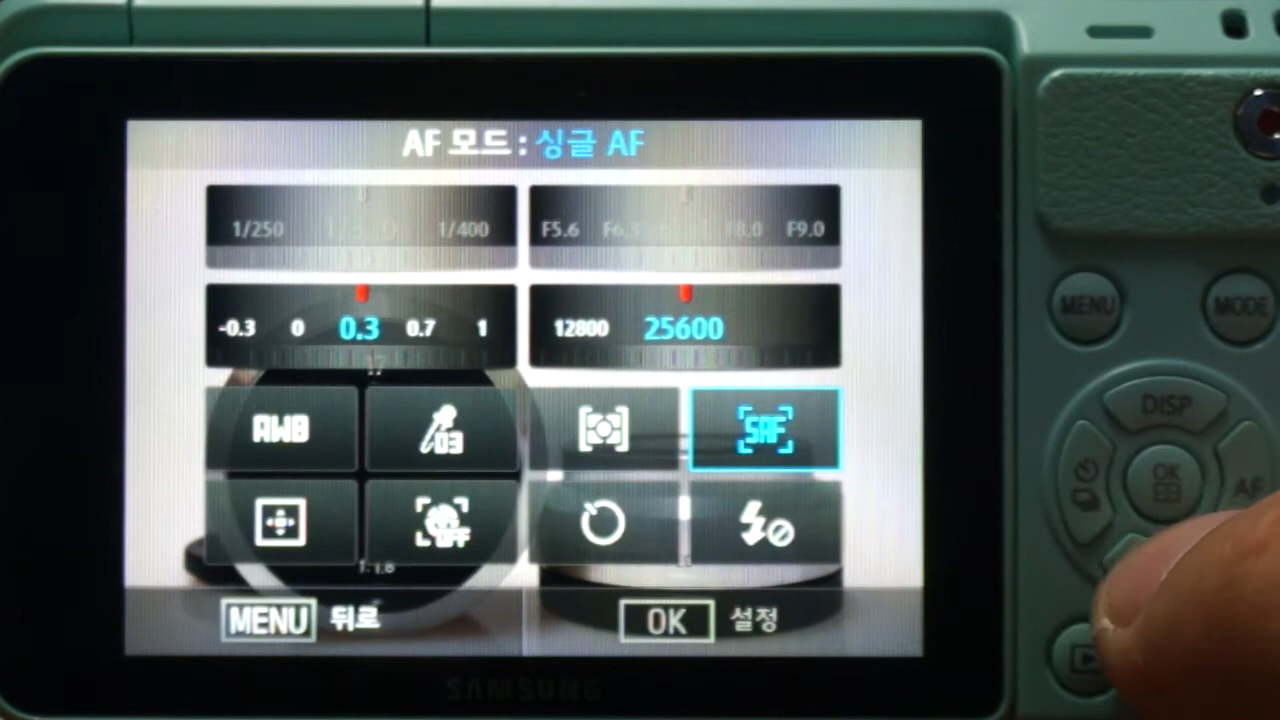 AF 모드 : 싱글 AF
1/250 1/400
F5.6 F9.0
-0.3 0 0.3 0.7 1
12800 25600
AWB
03
SAF
OFF
MENU 뒤로
OK 설정
SAMSUNG
MENU
MODE
DISP
OK
AF